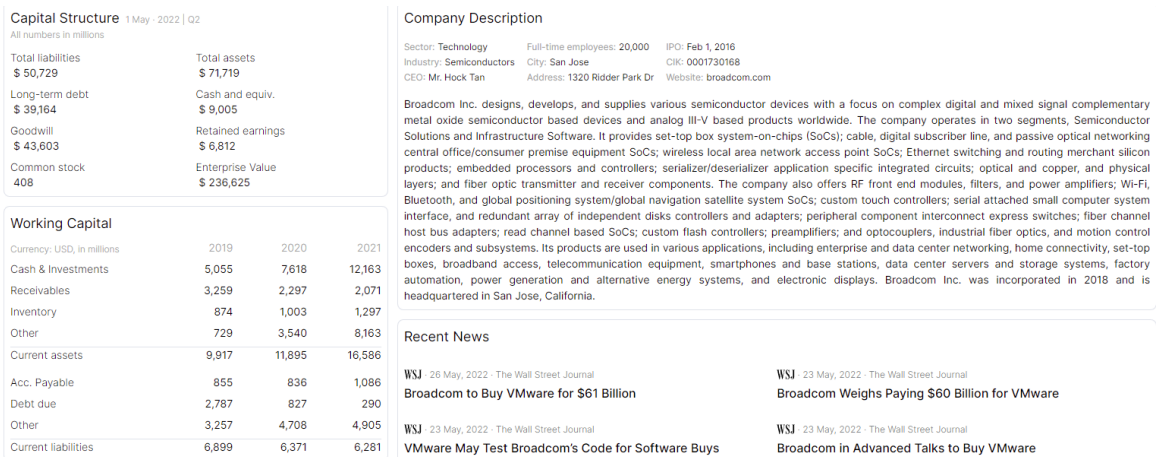 Capital Structure 1 May · 2022 | Q2
All numbers in millions
Total liabilities Total assets
$ 50,729 $ 71,719
Long-term debt Cash and equiv.
$ 39,164 $ 9,005
Goodwill Retained earnings
$ 43,603 $ 6,812
Common stock Enterprise Value
408 $ 236,625
Working Capital
Currency: USD, in millions 2019 2020 2021
Cash & Investments 5,055 7,618 12,163
Receivables 3,259 2,297 2,071
Inventory 874 1,003 1,297
Other 729 3,540 8,163
Current assets 9,917 11,895 16,586
Acc. Payable 855 836 1,086
Debt due 2,787 827 290
Other 3,257 4,708 4,905
Current liabilities 6,899 6,371 6,281
Company Description
Sector: Technology Full-time employees: 20,000 IPO: Feb 1, 2016
Industry: Semiconductors City: San Jose CIK: 0001730168
CEO: Mr. Hock Tan Address: 1320 Ridder Park Dr Website: broadcom.com
Broadcom Inc. designs, develops, and supplies various semiconductor devices with a focus on complex digital and mixed signal complementary
metal oxide semiconductor based devices and analog III-V based products worldwide. The company operates in two segments, Semiconductor
Solutions and Infrastructure Software. It provides set-top box system-on-chips (SoCs); cable, digital subscriber line, and passive optical networking
central office/consumer premise equipment SoCs; wireless local area network access point SoCs; Ethernet switching and routing merchant silicon
products; embedded processors and controllers; serializer/deserializer application specific integrated circuits; optical and copper, and physical
layers; and fiber optic transmitter and receiver components. The company also offers RF front end modules, filters, and power amplifiers; Wi-Fi,
Bluetooth, and global positioning system/global navigation satellite system SoCs; custom touch controllers; serial attached small computer system
interface, and redundant array of independent disks controllers and adapters; peripheral component interconnect express switches; fiber channel
host bus adapters; read channel based SoCs; custom flash controllers; preamplifiers; and optocouplers, industrial fiber optics, and motion control
encoders and subsystems. Its products are used in various applications, including enterprise and data center networking, home connectivity, set-top
boxes, broadband access, telecommunication equipment, smartphones and base stations, data center servers and storage systems, factory
automation, power generation and alternative energy systems, and electronic displays. Broadcom Inc. was incorporated in 2018 and is
headquartered in San Jose, California.
Recent News
WSJ · 26 May, 2022 · The Wall Street Journal
Broadcom to Buy VMware for $61 Billion
WSJ · 23 May, 2022 · The Wall Street Journal
Broadcom Weighs Paying $60 Billion for VMware
WSJ · 23 May, 2022 · The Wall Street Journal
VMware May Test Broadcom's Code for Software Buys
WSJ · 23 May, 2022 · The Wall Street Journal
Broadcom in Advanced Talks to Buy VMware